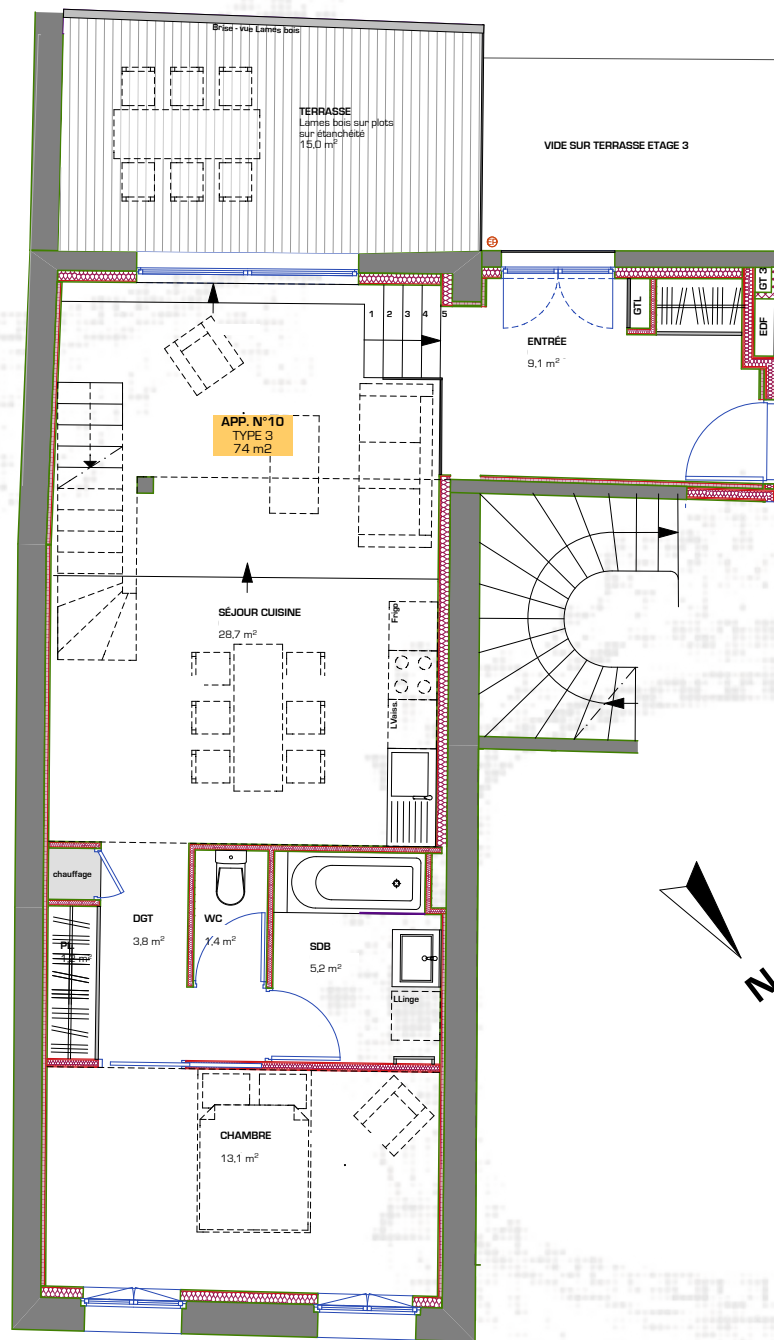 Brise - vue Lames bois
TERRASSE
Lames bois sur plots
sur étanchéité
15,0 m²
VIDE SUR TERRASSE ETAGE 3
EP
GTL
GT 3
EDF
1 2 3 4 5
ENTRÉE
9,1 m²
APP. N°10
TYPE 3
74 m2
SÉJOUR CUISINE
28,7 m²
Frigo
LVaiss.
chauffage
DGT
3,8 m²
WC
1,4 m²
SDB
5,2 m²
PL
LLinge
N
CHAMBRE
13,1 m²